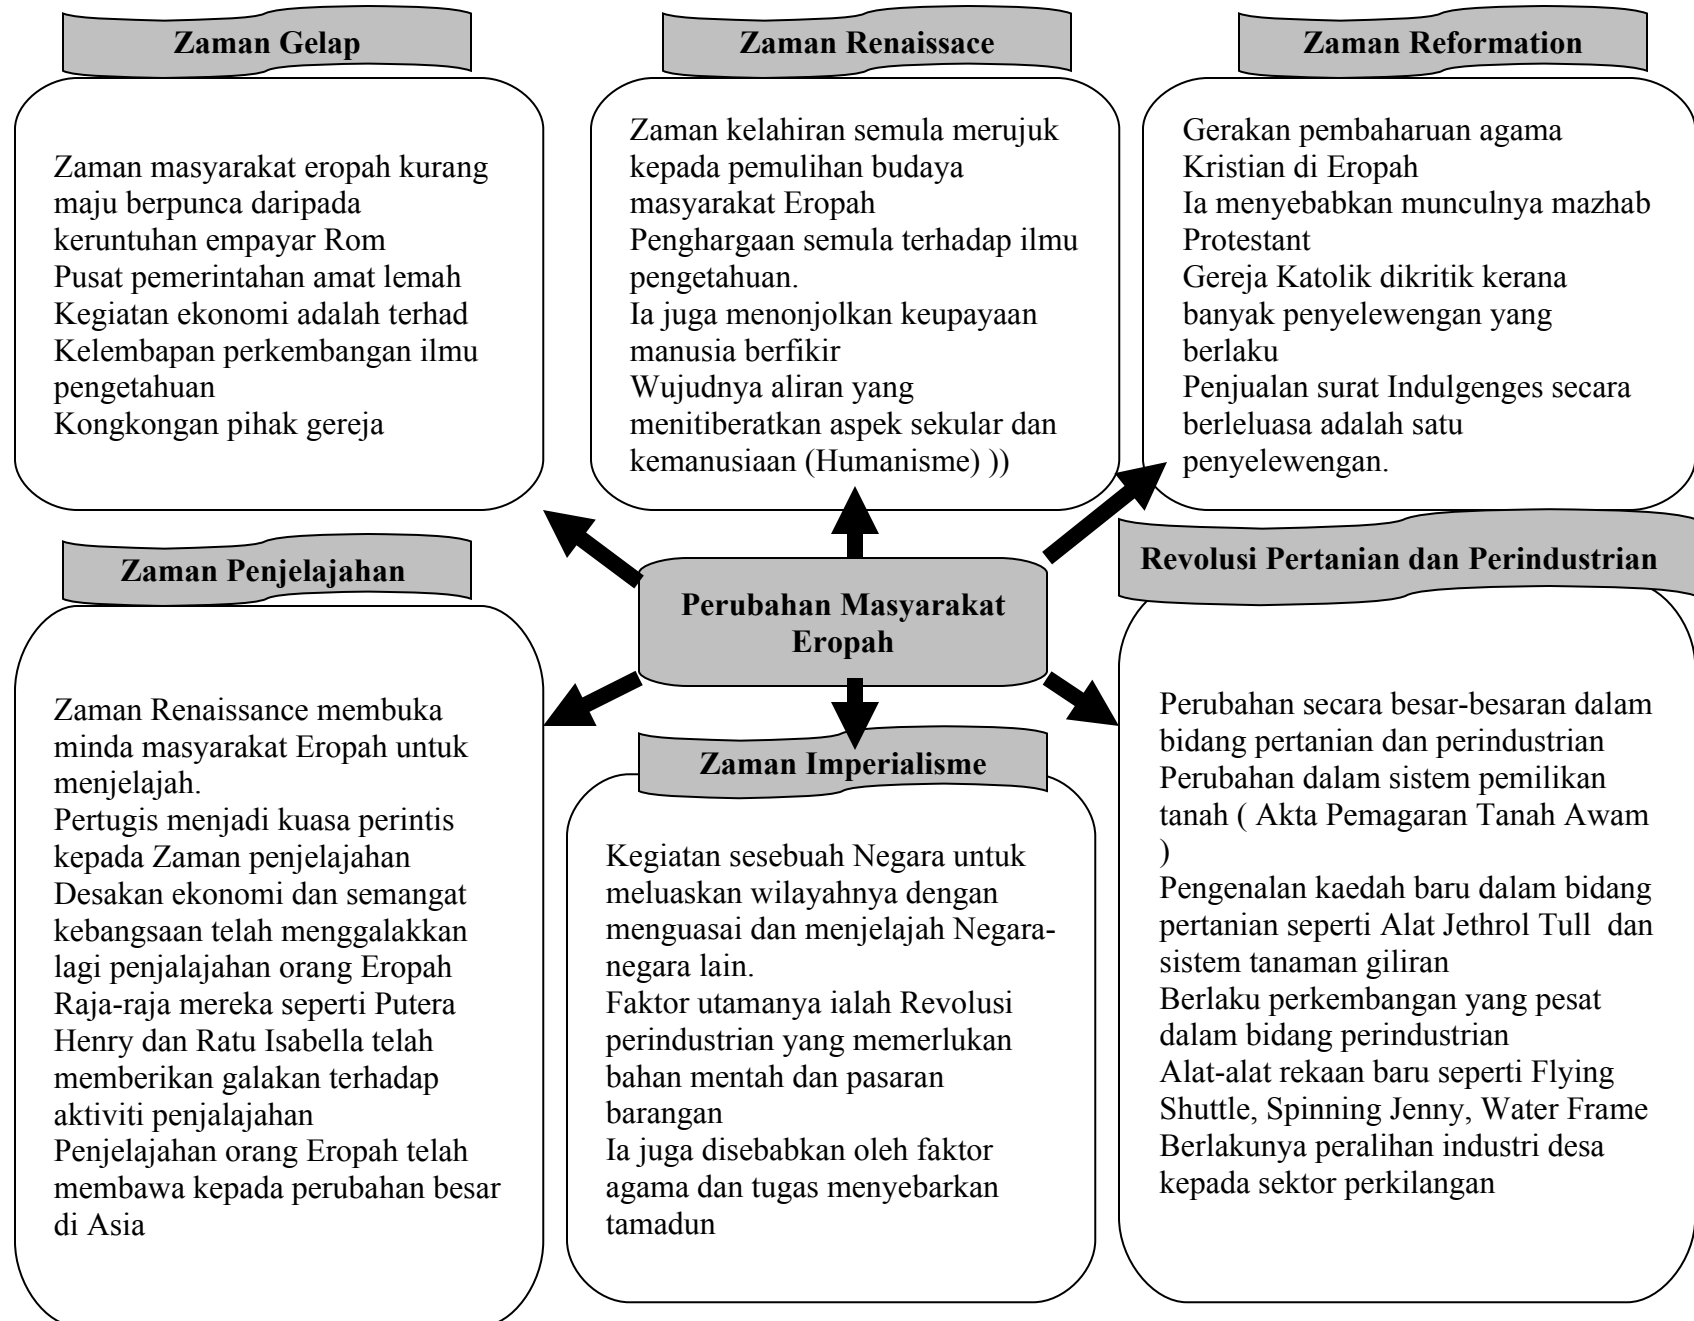 Zaman Gelap
Zaman masyarakat eropah kurang
maju berpunca daripada
keruntuhan empayar Rom
Pusat pemerintahan amat lemah
Kegiatan ekonomi adalah terhad
Kelembapan perkembangan ilmu
pengetahuan
Kongkongan pihak gereja
Zaman Renaissace
Zaman kelahiran semula merujuk
kepada pemulihan budaya
masyarakat Eropah
Penghargaan semula terhadap ilmu
pengetahuan.
Ia juga menonjolkan keupayaan
manusia berfikir
Wujudnya aliran yang
menitiberatkan aspek sekular dan
kemanusiaan (Humanisme) ))
Zaman Reformation
Gerakan pembaharuan agama
Kristian di Eropah
Ia menyebabkan munculnya mazhab
Protestant
Gereja Katolik dikritik kerana
banyak penyelewengan yang
berlaku
Penjualan surat Indulgenges secara
berleluasa adalah satu
penyelewengan.
Perubahan Masyarakat
Eropah
Zaman Penjelajahan
Zaman Renaissance membuka
minda masyarakat Eropah untuk
menjelajah.
Pertugis menjadi kuasa perintis
kepada Zaman penjelajahan
Desakan ekonomi dan semangat
kebangsaan telah menggalakkan
lagi penjalajahan orang Eropah
Raja-raja mereka seperti Putera
Henry dan Ratu Isabella telah
memberikan galakan terhadap
aktiviti penjalajahan
Penjelajahan orang Eropah telah
membawa kepada perubahan besar
di Asia
Zaman Imperialisme
Kegiatan sesebuah Negara untuk
meluaskan wilayahnya dengan
menguasai dan menjelajah Negara-
negara lain.
Faktor utamanya ialah Revolusi
perindustrian yang memerlukan
bahan mentah dan pasaran
barangan
Ia juga disebabkan oleh faktor
agama dan tugas menyebarkan
tamadun
Revolusi Pertanian dan Perindustrian
Perubahan secara besar-besaran dalam
bidang pertanian dan perindustrian
Perubahan dalam sistem pemilikan
tanah ( Akta Pemagaran Tanah Awam
)
Pengenalan kaedah baru dalam bidang
pertanian seperti Alat Jethrol Tull  dan
sistem tanaman giliran
Berlaku perkembangan yang pesat
dalam bidang perindustrian
Alat-alat rekaan baru seperti Flying
Shuttle, Spinning Jenny, Water Frame
Berlakunya peralihan industri desa
kepada sektor perkilangan